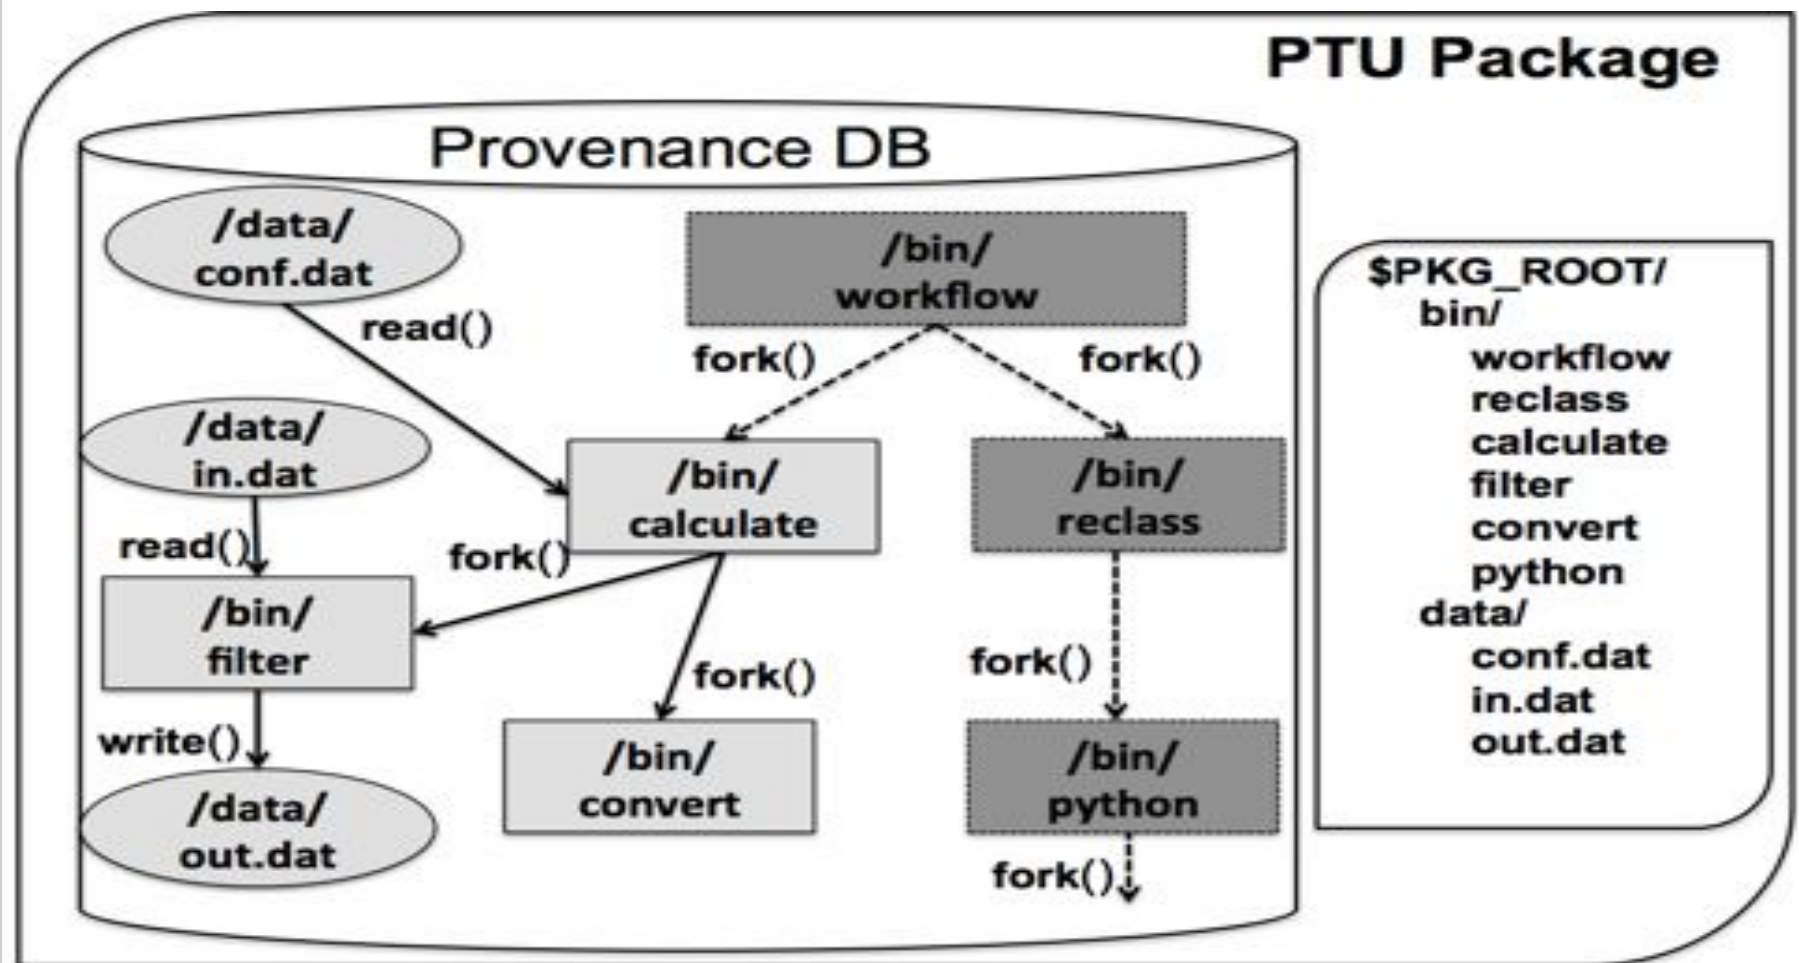 PTU Package
Provenance DB
/data/
conf.dat
read()
/bin/
workflow
fork()
fork()
/data/
in.dat
read()
/bin/
calculate
fork()
/bin/
reclass
/bin/
filter
fork()
fork()
write()
/data/
out.dat
/bin/
convert
/bin/
python
fork()
$PKG_ROOT/
bin/
workflow
reclass
calculate
filter
convert
python
data/
conf.dat
in.dat
out.dat